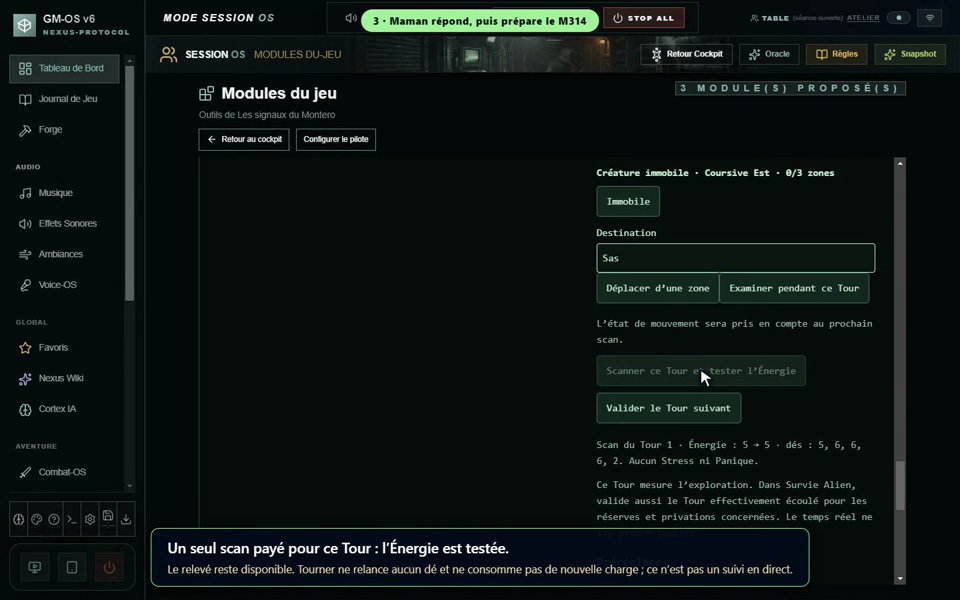 GM-OS v6
NEXUS-PROTOCOL
MODE SESSION OS
3 · Maman répond, puis prépare le M314
STOP ALL
TABLE (séance ouverte) ATELIER
Tableau de Bord
Journal de Jeu
Forge
AUDIO
Musique
Effets Sonores
Ambiances
Voice-OS
GLOBAL
Favoris
Nexus Wiki
Cortex IA
AVENTURE
Combat-OS
SESSION OS MODULES DU-JEU
Retour Cockpit
Oracle
Règles
Snapshot
Modules du jeu
3 MODULE(S) PROPOSÉ(S)
Outils de Les signaux du Montero
Retour au cockpit
Configurer le pilote
Créature immobile · Coursive Est · 0/3 zones
Immobile
Destination
Sas
Déplacer d’une zone
Examiner pendant ce Tour
L’état de mouvement sera pris en compte au prochain
scan.
Scanner ce Tour et tester l’Énergie
Valider le Tour suivant
Scan du Tour 1 · Énergie : 5 → 5 · dés : 5, 6, 6,
6, 2. Aucun Stress ni Panique.
Ce Tour mesure l’exploration. Dans Survie Alien,
valide aussi le Tour effectivement écoulé pour les
réserves et privations concernées. Le temps réel ne
Un seul scan payé pour ce Tour : l’Énergie est testée.
Le relevé reste disponible. Tourner ne relance aucun dé et ne consomme pas de nouvelle charge ; ce n’est pas un suivi en direct.